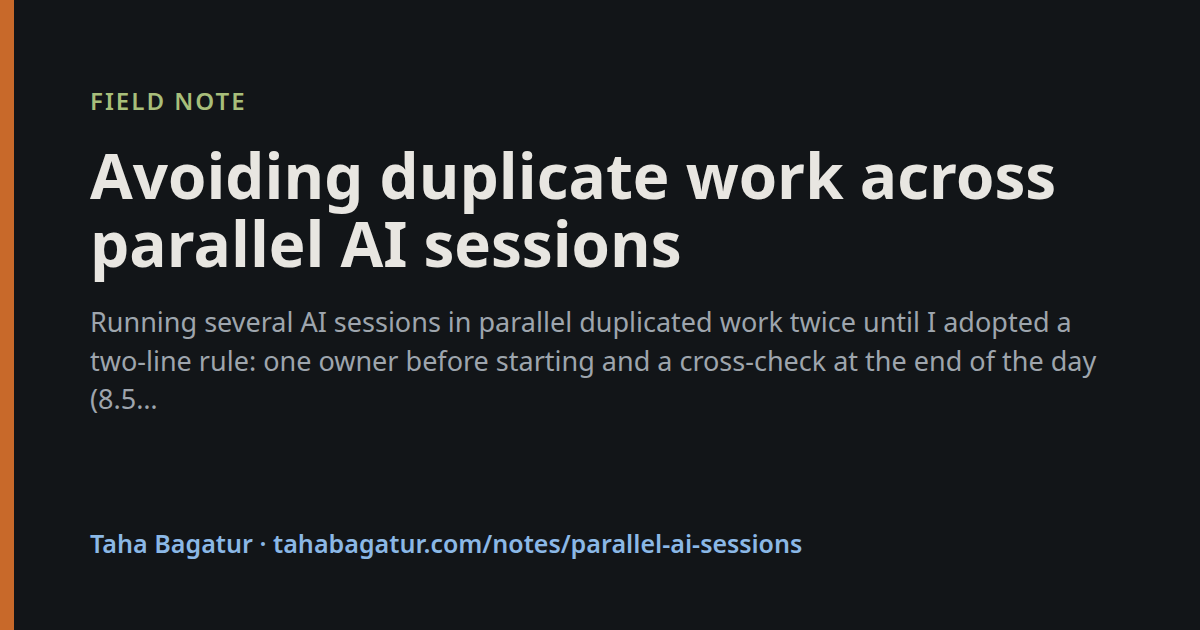 FIELD NOTE
Avoiding duplicate work across
parallel AI sessions
Running several AI sessions in parallel duplicated work twice until I adopted a
two-line rule: one owner before starting and a cross-check at the end of the day
(8.5...
Taha Bagatur · tahabagatur.com/notes/parallel-ai-sessions